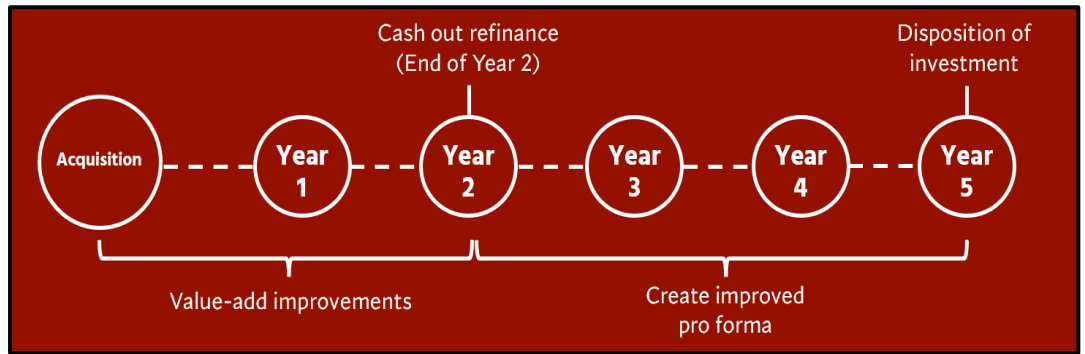 Cash out refinance
(End of Year 2)
Disposition of
investment
Acquisition
Year
1
Year
2
Year
3
Year
4
Year
5
Value-add improvements
Create improved
pro forma